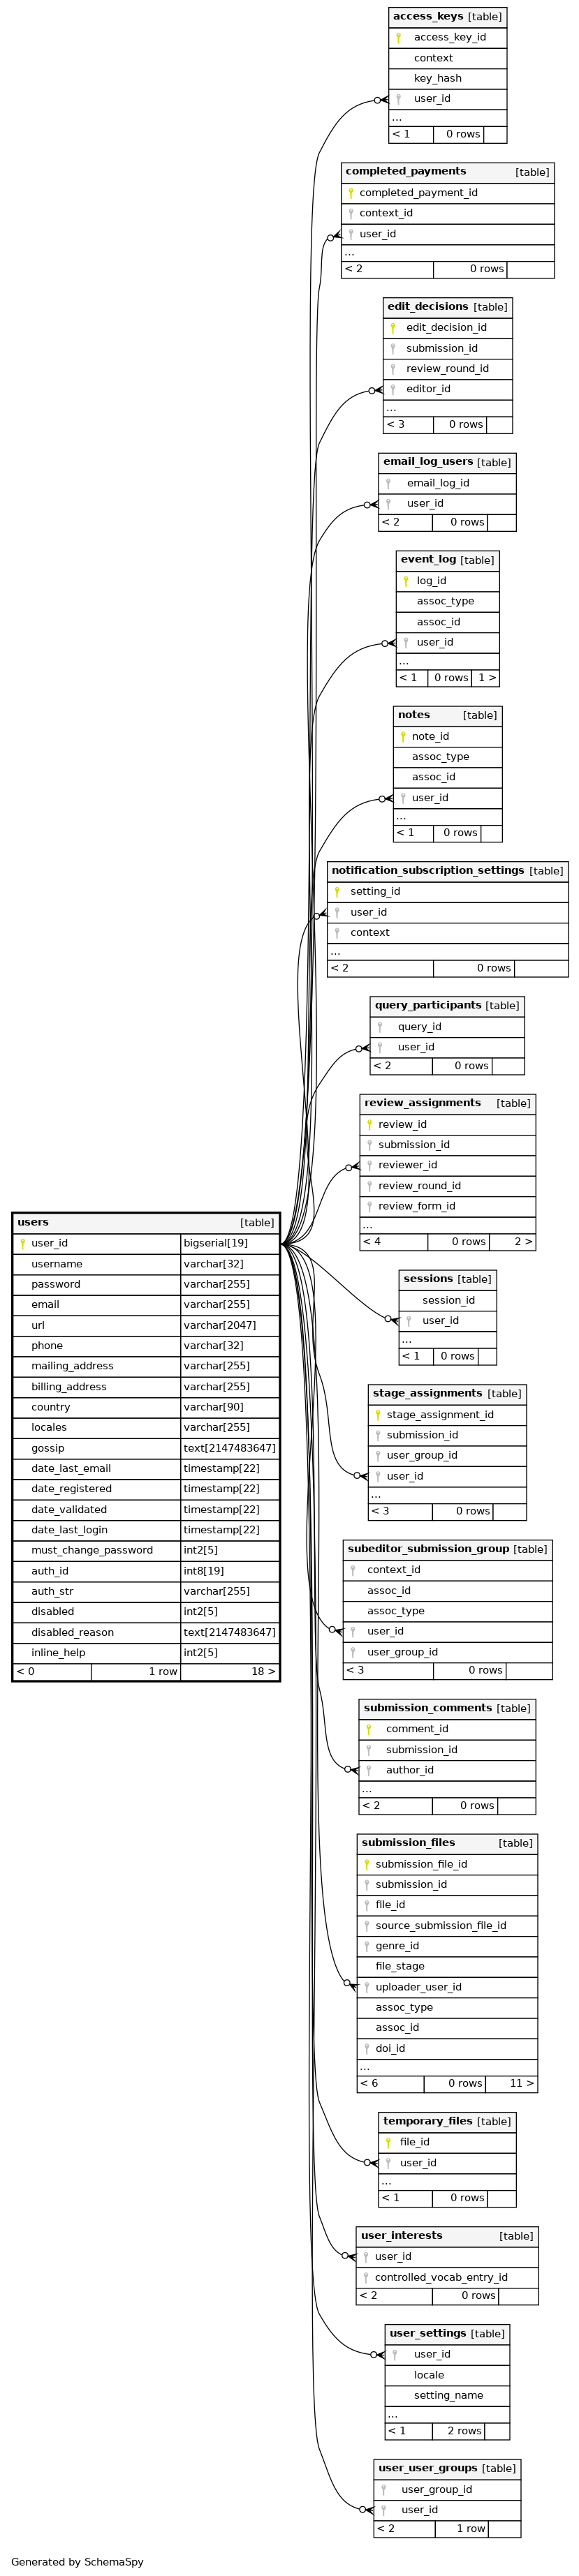 access_keys [table]
access_key_id
context
key_hash
user_id
...
< 1 0 rows
completed_payments [table]
completed_payment_id
context_id
user_id
...
< 2 0 rows
edit_decisions [table]
edit_decision_id
submission_id
review_round_id
editor_id
...
< 3 0 rows
email_log_users [table]
email_log_id
user_id
< 2 0 rows
event_log [table]
log_id
assoc_type
assoc_id
user_id
...
< 1 0 rows 1 >
notes [table]
note_id
assoc_type
assoc_id
user_id
...
< 1 0 rows
notification_subscription_settings [table]
setting_id
user_id
context
...
< 2 0 rows
query_participants [table]
query_id
user_id
< 2 0 rows
review_assignments [table]
review_id
submission_id
reviewer_id
review_round_id
review_form_id
...
< 4 0 rows 2 >
users [table]
user_id bigserial[19]
username varchar[32]
password varchar[255]
email varchar[255]
url varchar[2047]
phone varchar[32]
mailing_address varchar[255]
billing_address varchar[255]
country varchar[90]
locales varchar[255]
gossip text[2147483647]
date_last_email timestamp[22]
date_registered timestamp[22]
date_validated timestamp[22]
date_last_login timestamp[22]
must_change_password int2[5]
auth_id int8[19]
auth_str varchar[255]
disabled int2[5]
disabled_reason text[2147483647]
inline_help int2[5]
< 0 1 row 18 >
sessions [table]
session_id
user_id
...
< 1 0 rows
stage_assignments [table]
stage_assignment_id
submission_id
user_group_id
user_id
...
< 3 0 rows
subeditor_submission_group [table]
context_id
assoc_id
assoc_type
user_id
user_group_id
< 3 0 rows
submission_comments [table]
comment_id
submission_id
author_id
...
< 2 0 rows
submission_files [table]
submission_file_id
submission_id
file_id
source_submission_file_id
genre_id
file_stage
uploader_user_id
assoc_type
assoc_id
doi_id
...
< 6 0 rows 11 >
temporary_files [table]
file_id
user_id
...
< 1 0 rows
user_interests [table]
user_id
controlled_vocab_entry_id
< 2 0 rows
user_settings [table]
user_id
locale
setting_name
...
< 1 2 rows
user_user_groups [table]
user_group_id
user_id
< 2 1 row
Generated by SchemaSpy